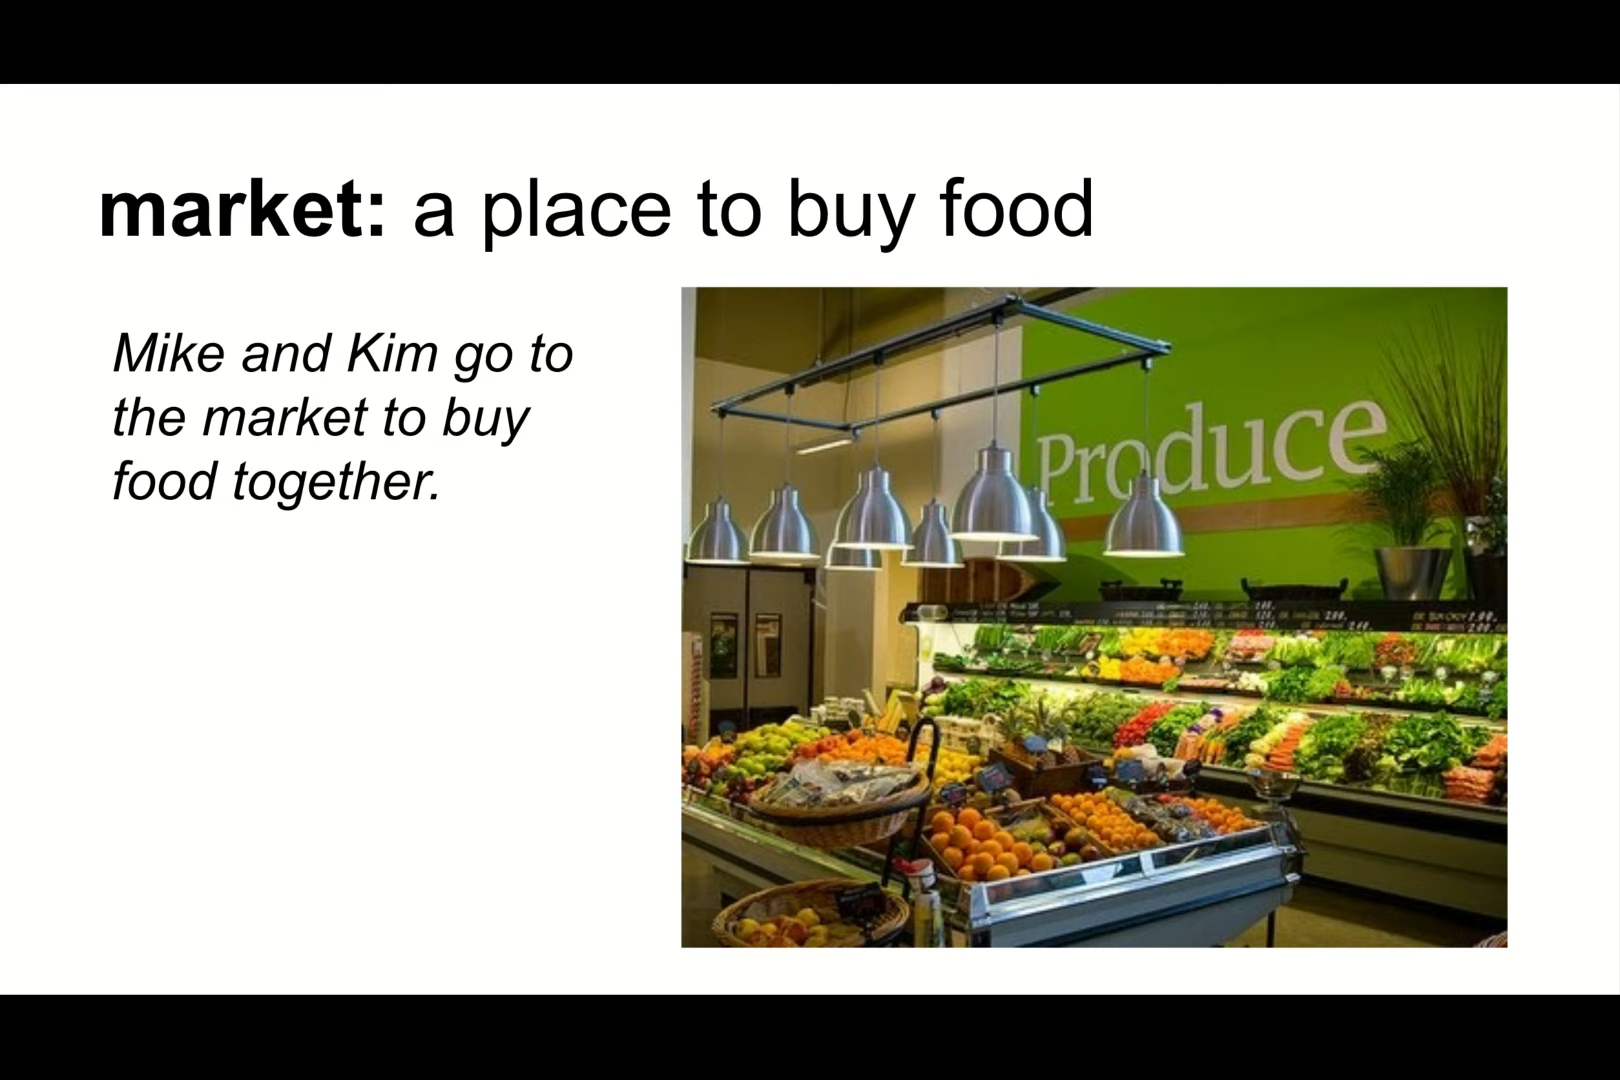 market: a place to buy food
Mike and Kim go to
the market to buy
food together.
Produce